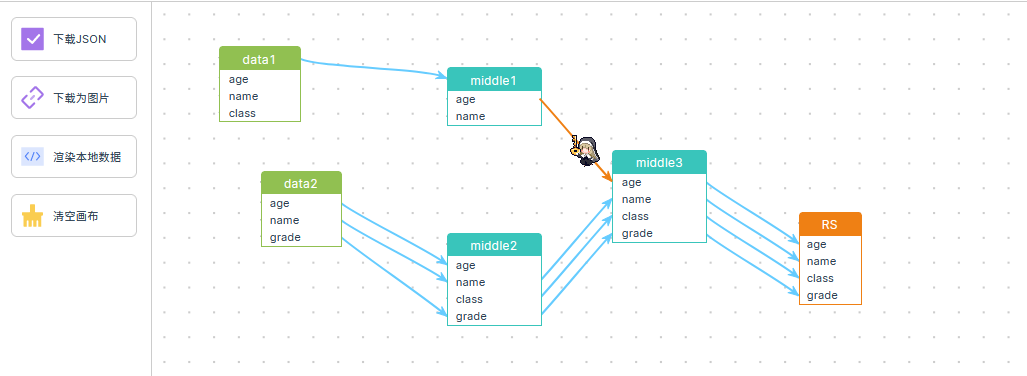 下载JSON
下载为图片
渲染本地数据
清空画布
data1
age
name
class
middle1
age
name
data2
age
name
grade
middle2
age
name
class
grade
middle3
age
name
class
grade
RS
age
name
class
grade